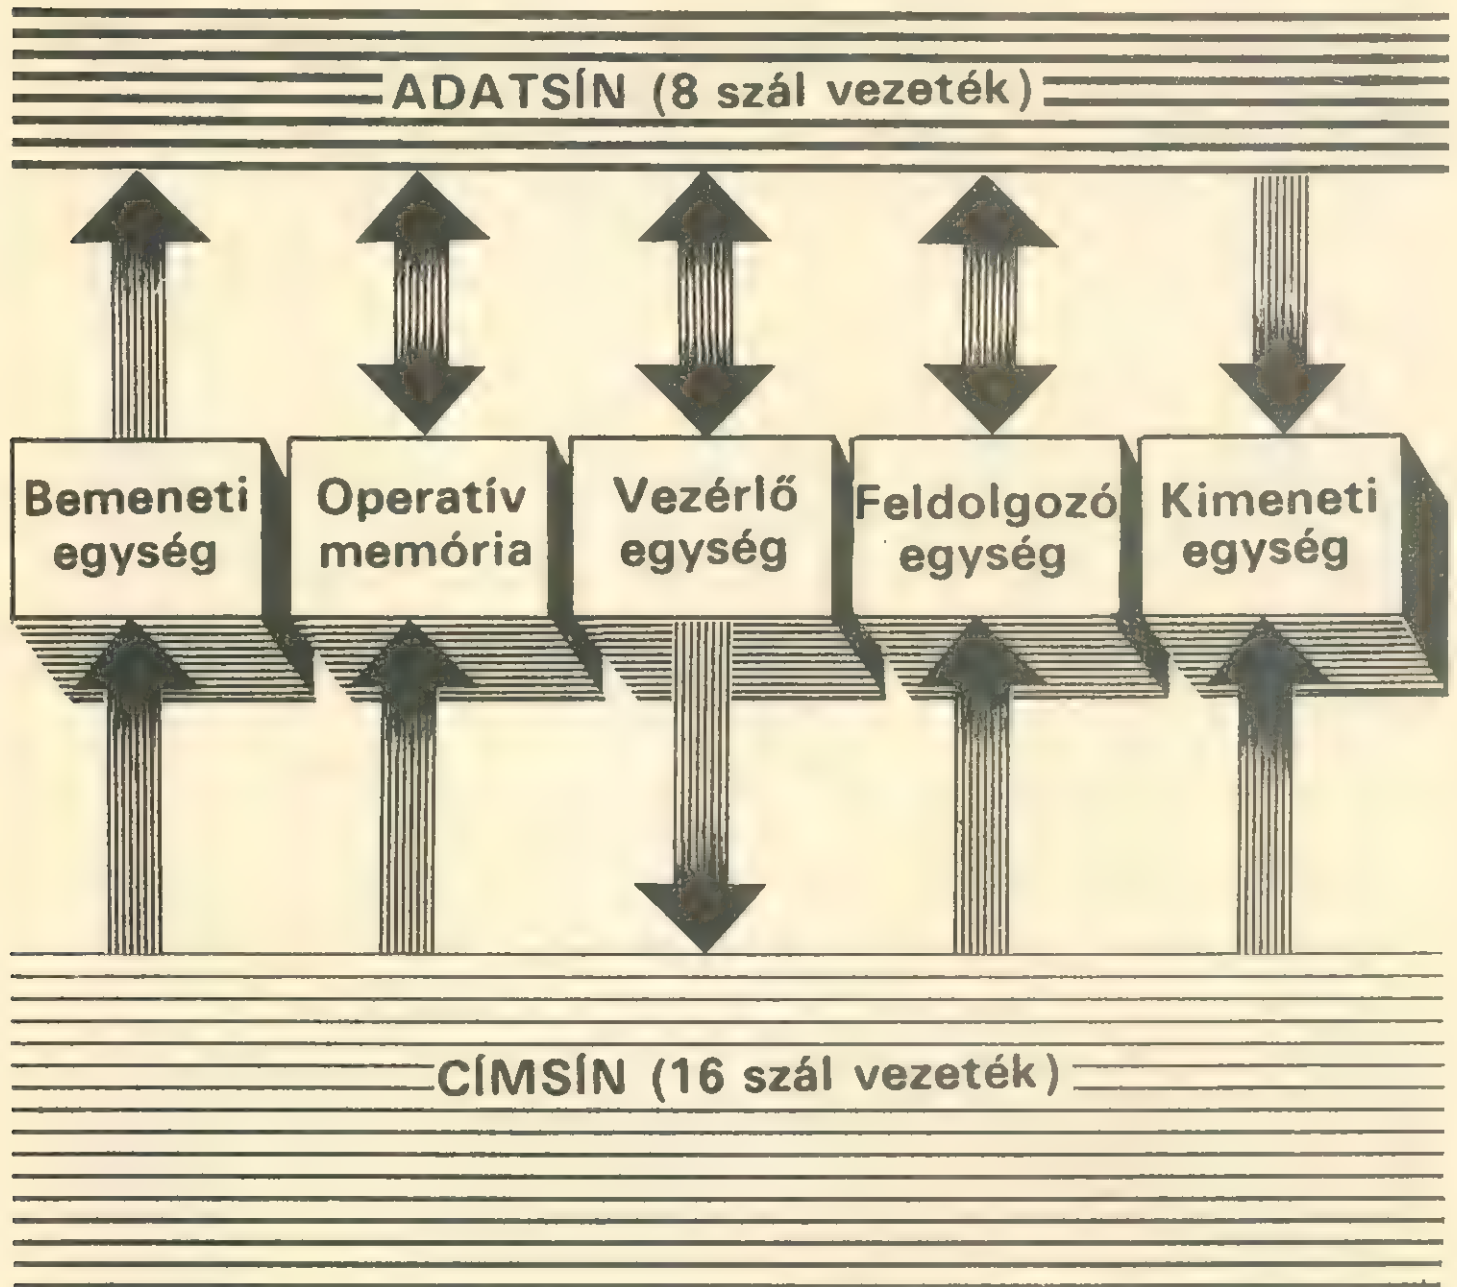 ADATSÍN (8 szál vezeték)
Bemeneti
egység
Operatív
memória
Vezérlő
egység
Feldolgozó
egység
Kimeneti
egység
CÍMSÍN (16 szál vezeték)